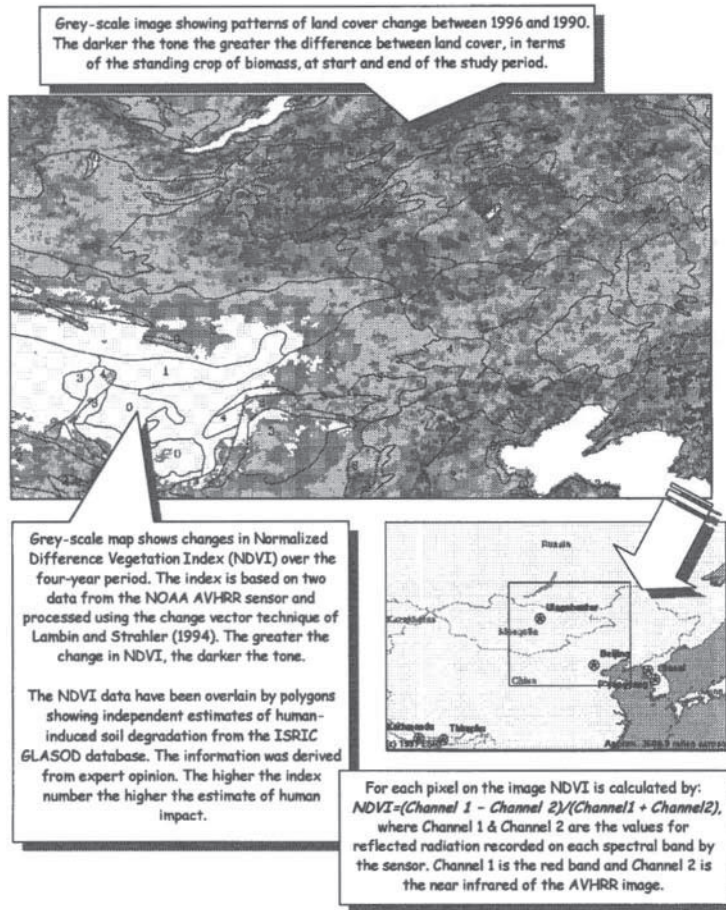 Grey-scale image showing patterns of land cover change between 1996 and 1990.
The darker the tone the greater the difference between land cover, in terms
of the standing crop of biomass, at start and end of the study period.
1
3
4
0
4
5
0
Grey-scale map shows changes in Normalized
Difference Vegetation Index (NDVI) over the
four-year period. The index is based on two
data from the NOAA AVHRR sensor and
processed using the change vector technique of
Lambin and Strahler (1994). The greater the
change in NDVI, the darker the tone.
The NDVI data have been overlain by polygons
showing independent estimates of human-
induced soil degradation from the ISRIC
GLASOD database. The information was derived
from expert opinion. The higher the index
number the higher the estimate of human
impact.
Russia
Kazakhstan
Mongolia
Beijing
China
For each pixel on the image NDVI is calculated by:
NDVI=(Channel 1 - Channel 2)/(Channel1 + Channel2),
where Channel 1 & Channel 2 are the values for
reflected radiation recorded on each spectral band by
the sensor. Channel 1 is the red band and Channel 2 is
the near infrared of the AVHRR image.